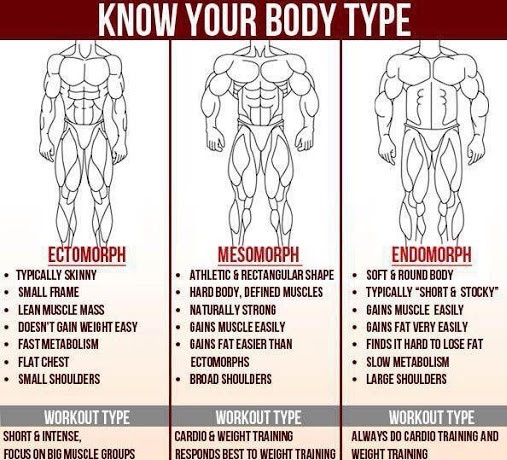 KNOW YOUR BODY TYPE
ECTOMORPH
• TYPICALLY SKINNY
• SMALL FRAME
• LEAN MUSCLE MASS
• DOESN'T GAIN WEIGHT EASY
• FAST METABOLISM
• FLAT CHEST
• SMALL SHOULDERS
WORKOUT TYPE
SHORT & INTENSE,
FOCUS ON BIG MUSCLE GROUPS
MESOMORPH
• ATHLETIC & RECTANGULAR SHAPE
• HARD BODY, DEFINED MUSCLES
• NATURALLY STRONG
• GAINS MUSCLE EASILY
• GAINS FAT EASIER THAN
ECTOMORPHS
• BROAD SHOULDERS
WORKOUT TYPE
CARDIO & WEIGHT TRAINING
RESPONDS BEST TO WEIGHT TRAINING
ENDOMORPH
• SOFT & ROUND BODY
• TYPICALLY "SHORT & STOCKY"
• GAINS MUSCLE EASILY
• GAINS FAT VERY EASILY
• FINDS IT HARD TO LOSE FAT
• SLOW METABOLISM
• LARGE SHOULDERS
WORKOUT TYPE
ALWAYS DO CARDIO TRAINING AND
WEIGHT TRAINING